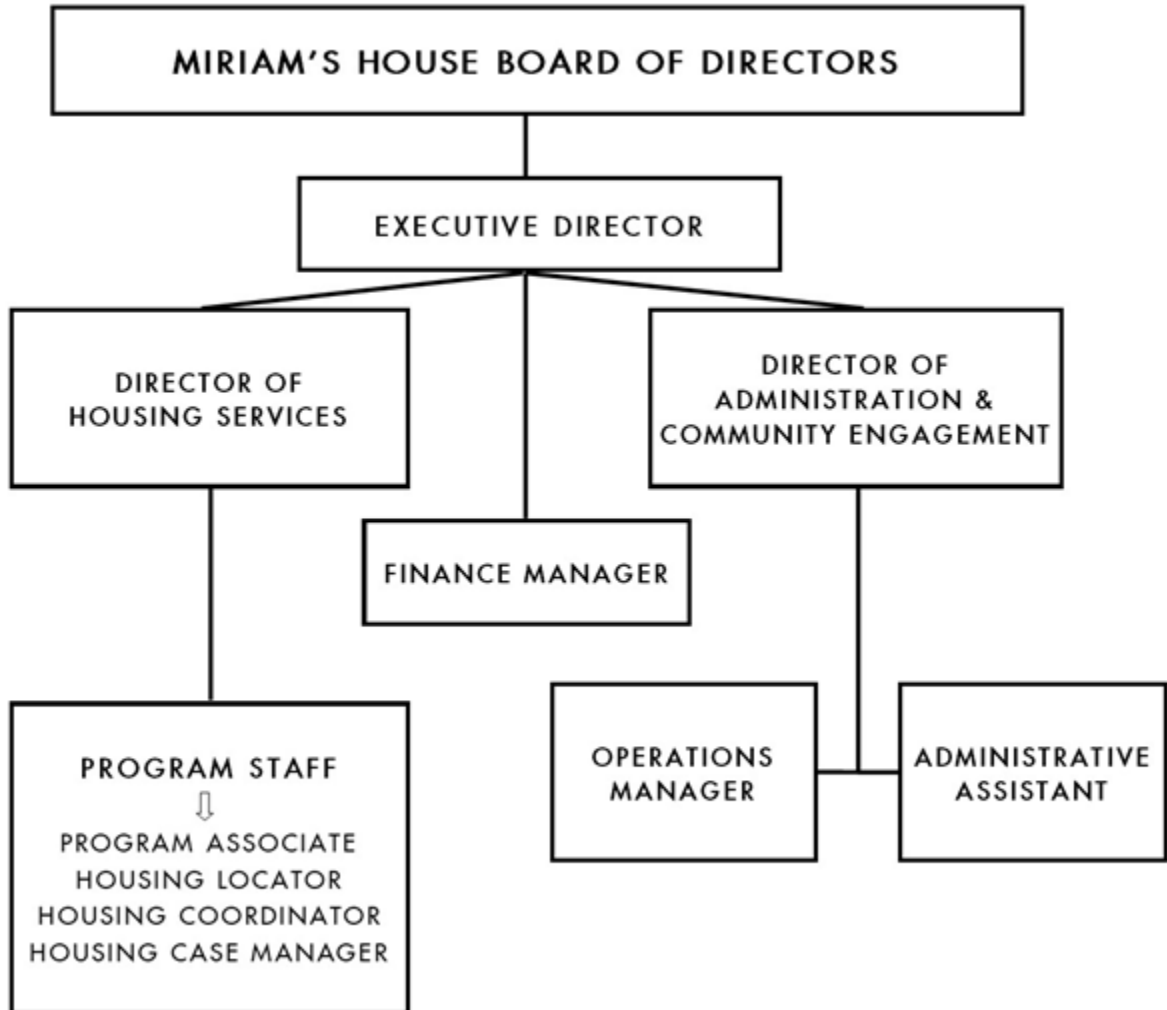 MIRIAM'S HOUSE BOARD OF DIRECTORS
EXECUTIVE DIRECTOR
DIRECTOR OF
HOUSING SERVICES
DIRECTOR OF
ADMINISTRATION &
COMMUNITY ENGAGEMENT
FINANCE MANAGER
PROGRAM STAFF
PROGRAM ASSOCIATE
HOUSING LOCATOR
HOUSING COORDINATOR
HOUSING CASE MANAGER
OPERATIONS
MANAGER
ADMINISTRATIVE
ASSISTANT